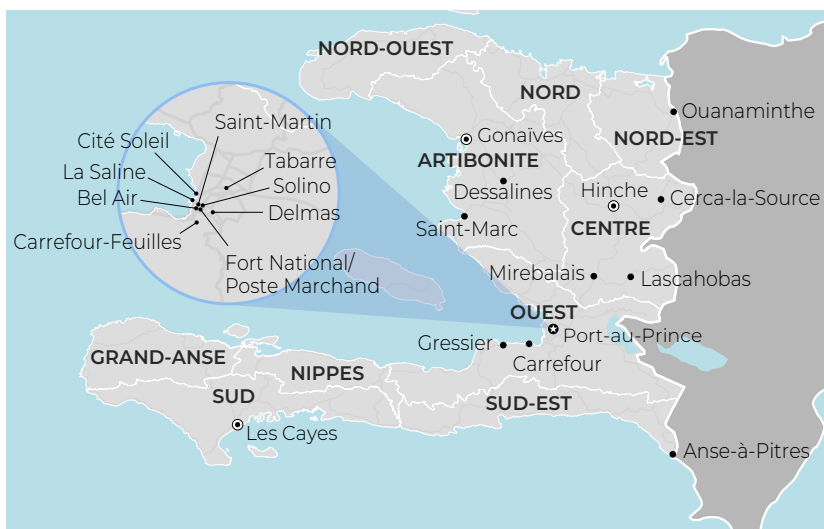 NORD-OUEST
NORD
Ouanaminthe
NORD-EST
Gonaïves
ARTIBONITE
Dessalines
Hinche
Cerca-la-Source
Saint-Marc
CENTRE
Mirebalais
Lascahobas
Saint-Martin
Cité Soleil
Tabarre
La Saline
Solino
Bel Air
Delmas
Carrefour-Feuilles
Fort National/
Poste Marchand
OUEST
Port-au-Prince
Gressier
Carrefour
GRAND-ANSE
NIPPES
SUD
SUD-EST
Les Cayes
Anse-à-Pitres